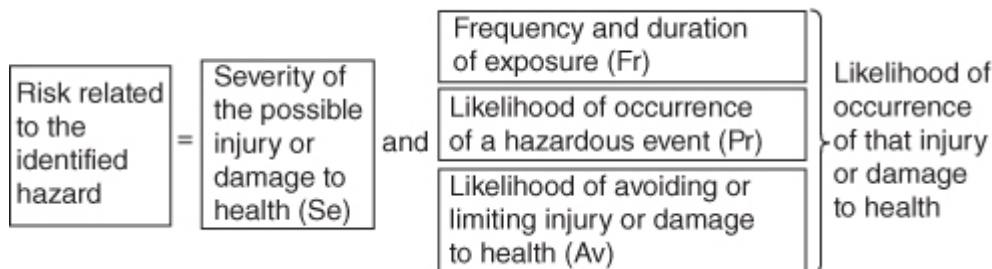 Risk related
to the
identified
hazard
=
Severity of
the possible
injury or
damage to
health (Se)
and
Frequency and duration
of exposure (Fr)
Likelihood of occurrence
of a hazardous event (Pr)
Likelihood of avoiding or
limiting injury or damage
to health (Av)
Likelihood of
occurrence
of that injury
or damage
to health